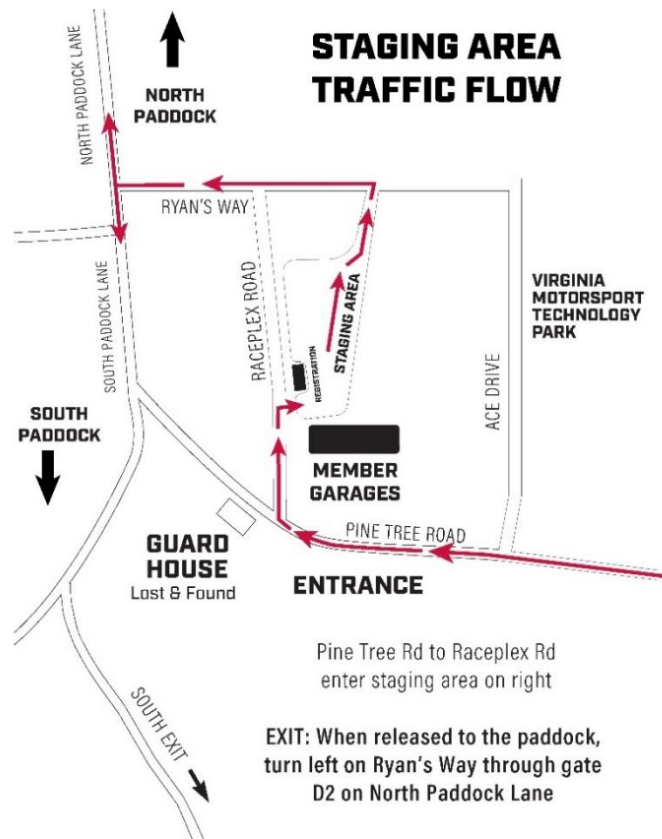 STAGING AREA
TRAFFIC FLOW
NORTH
PADDOCK
NORTH PADDOCK LANE
RYAN'S WAY
RACEPLEX ROAD
STAGING AREA
REGISTRATION
VIRGINIA
MOTORSPORT
TECHNOLOGY
PARK
ACE DRIVE
SOUTH PADDOCK LANE
SOUTH
PADDOCK
MEMBER
GARAGES
PINE TREE ROAD
GUARD
HOUSE
Lost & Found
ENTRANCE
SOUTH EXIT
Pine Tree Rd to Raceplex Rd
enter staging area on right
EXIT: When released to the paddock,
turn left on Ryan's Way through gate
D2 on North Paddock Lane